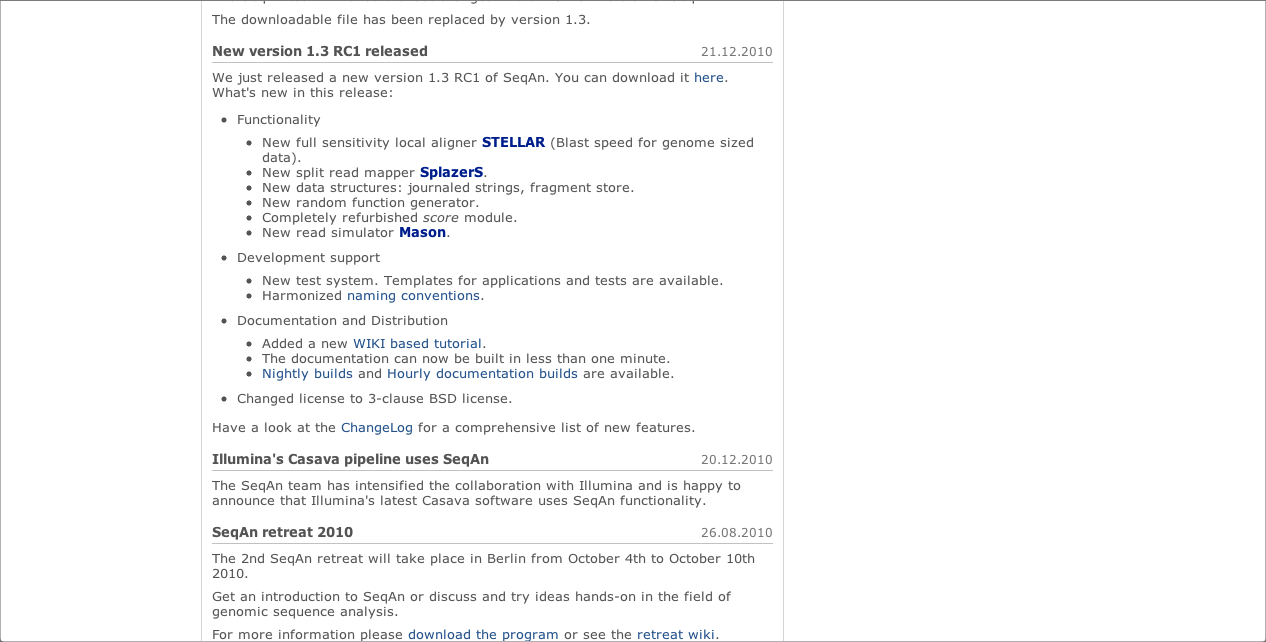 The downloadable file has been replaced by version 1.3.
New version 1.3 RC1 released 21.12.2010
We just released a new version 1.3 RC1 of SeqAn. You can download it here.
What's new in this release:
Functionality
New full sensitivity local aligner STELLAR (Blast speed for genome sized
data).
New split read mapper SplazerS.
New data structures: journaled strings, fragment store.
New random function generator.
Completely refurbished score module.
New read simulator Mason.
Development support
New test system. Templates for applications and tests are available.
Harmonized naming conventions.
Documentation and Distribution
Added a new WIKI based tutorial.
The documentation can now be built in less than one minute.
Nightly builds and Hourly documentation builds are available.
Changed license to 3-clause BSD license.
Have a look at the ChangeLog for a comprehensive list of new features.
Illumina's Casava pipeline uses SeqAn 20.12.2010
The SeqAn team has intensified the collaboration with Illumina and is happy to
announce that Illumina's latest Casava software uses SeqAn functionality.
SeqAn retreat 2010 26.08.2010
The 2nd SeqAn retreat will take place in Berlin from October 4th to October 10th
2010.
Get an introduction to SeqAn or discuss and try ideas hands-on in the field of
genomic sequence analysis.
For more information please download the program or see the retreat wiki.